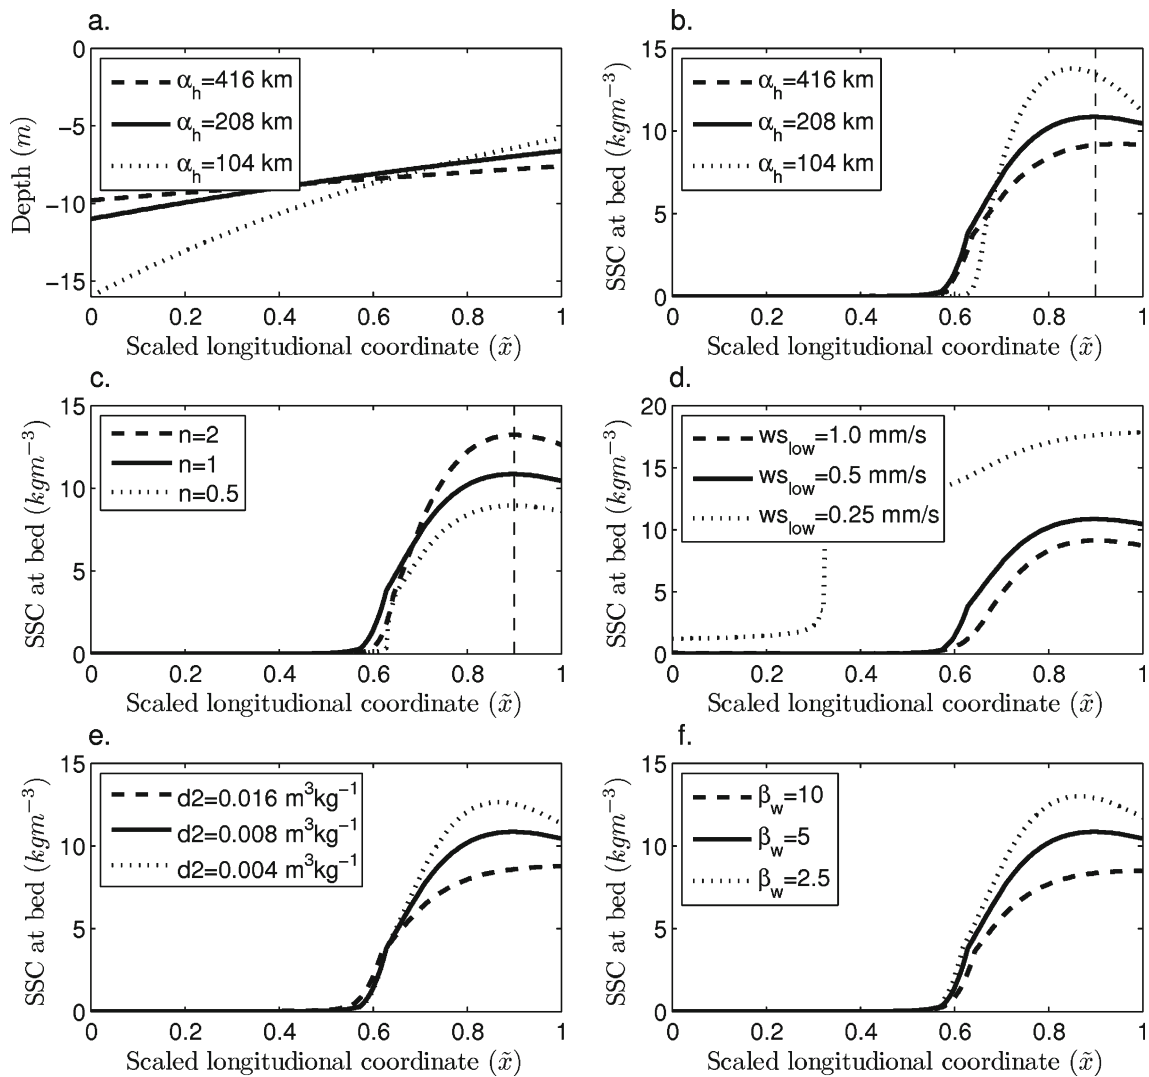 a.
0
−5
−10
−15
Depth (m)
α_h=416 km
α_h=208 km
α_h=104 km
0 0.2 0.4 0.6 0.8 1
Scaled longitudional coordinate (x̃)
b.
15
10
5
0
SSC at bed (kgm⁻³)
α_h=416 km
α_h=208 km
α_h=104 km
0 0.2 0.4 0.6 0.8 1
Scaled longitudional coordinate (x̃)
c.
15
10
5
0
SSC at bed (kgm⁻³)
n=2
n=1
n=0.5
0 0.2 0.4 0.6 0.8 1
Scaled longitudional coordinate (x̃)
d.
20
15
10
5
0
SSC at bed (kgm⁻³)
ws_low=1.0 mm/s
ws_low=0.5 mm/s
ws_low=0.25 mm/s
0 0.2 0.4 0.6 0.8 1
Scaled longitudional coordinate (x̃)
e.
15
10
5
0
SSC at bed (kgm⁻³)
d2=0.016 m³kg⁻¹
d2=0.008 m³kg⁻¹
d2=0.004 m³kg⁻¹
0 0.2 0.4 0.6 0.8 1
Scaled longitudional coordinate (x̃)
f.
15
10
5
0
SSC at bed (kgm⁻³)
β_w=10
β_w=5
β_w=2.5
0 0.2 0.4 0.6 0.8 1
Scaled longitudional coordinate (x̃)